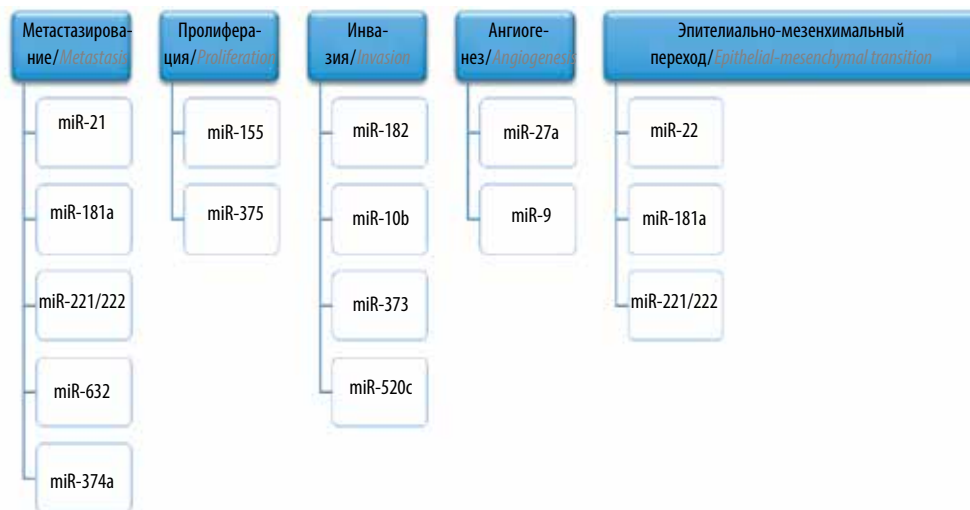 Метастазирова-
ние/Metastasis
miR-21
miR-181a
miR-221/222
miR-632
miR-374a
Пролифера-
ция/Proliferation
miR-155
miR-375
Инва-
зия/Invasion
miR-182
miR-10b
miR-373
miR-520c
Ангиоге-
нез/Angiogenesis
miR-27a
miR-9
Эпителиально-мезенхимальный
переход/Epithelial-mesenchymal transition
miR-22
miR-181a
miR-221/222